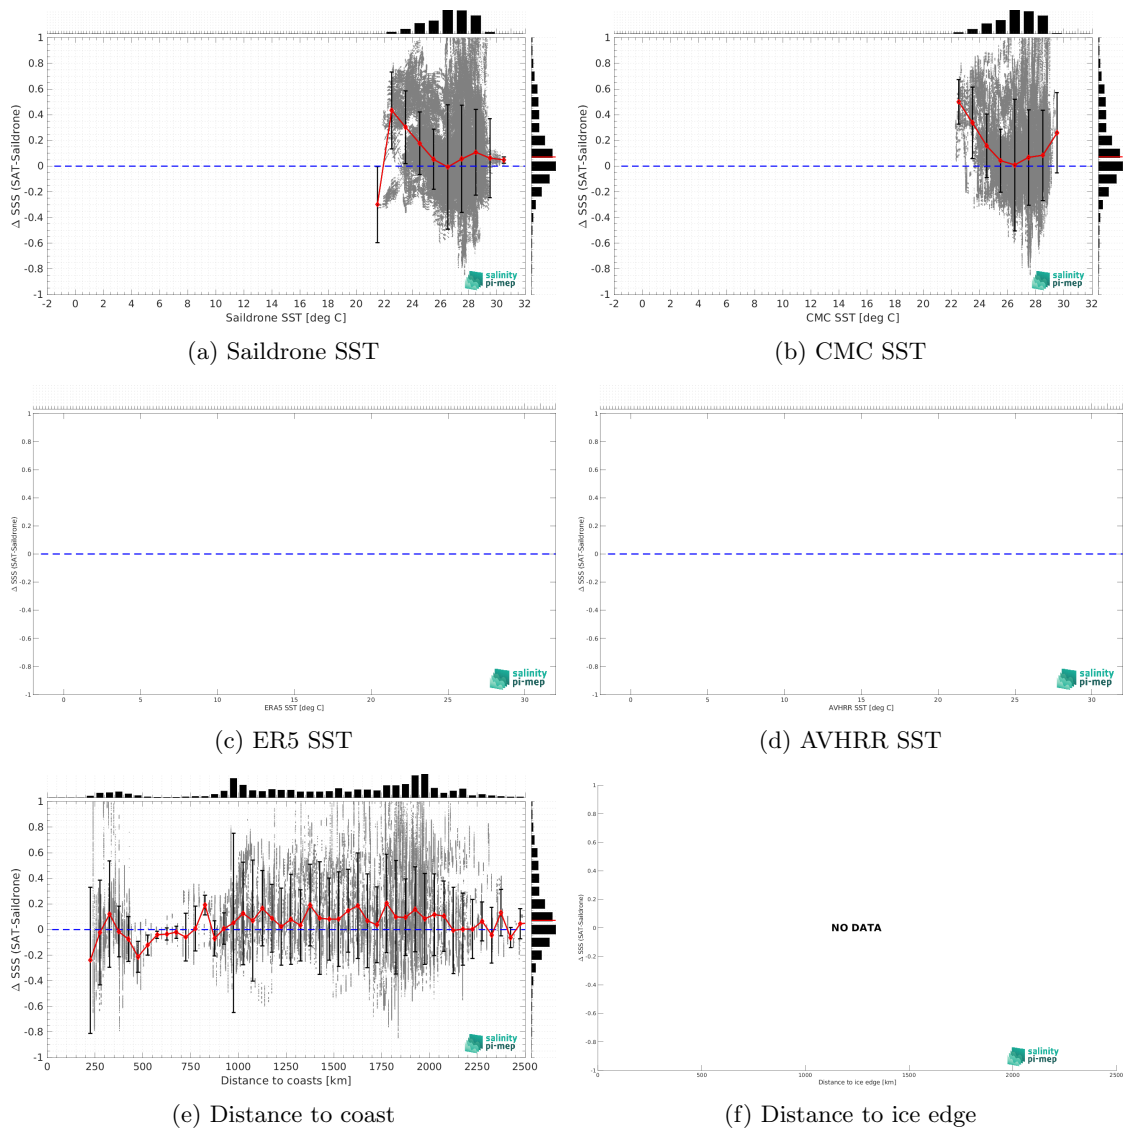 1
0.8
0.6
0.4
0.2
0
-0.2
-0.4
-0.6
-0.8
-1
Δ SSS (SAT-Saildrone)
-2 0 2 4 6 8 10 12 14 16 18 20 22 24 26 28 30 32
Saildrone SST [deg C]
salinity
pi-mep
(a) Saildrone SST
1
0.8
0.6
0.4
0.2
0
-0.2
-0.4
-0.6
-0.8
-1
Δ SSS (SAT-Saildrone)
-2 0 2 4 6 8 10 12 14 16 18 20 22 24 26 28 30 32
CMC SST [deg C]
salinity
pi-mep
(b) CMC SST
1
0.8
0.6
0.4
0.2
0
-0.2
-0.4
-0.6
-0.8
-1
Δ SSS (SAT-Saildrone)
0 5 10 15 20 25 30
ERA5 SST [deg C]
salinity
pi-mep
(c) ER5 SST
1
0.8
0.6
0.4
0.2
0
-0.2
-0.4
-0.6
-0.8
-1
Δ SSS (SAT-Saildrone)
0 5 10 15 20 25 30
AVHRR SST [deg C]
salinity
pi-mep
(d) AVHRR SST
1
0.8
0.6
0.4
0.2
0
-0.2
-0.4
-0.6
-0.8
-1
Δ SSS (SAT-Saildrone)
0 250 500 750 1000 1250 1500 1750 2000 2250 2500
Distance to coasts [km]
salinity
pi-mep
(e) Distance to coast
1
0.8
0.6
0.4
0.2
0
-0.2
-0.4
-0.6
-0.8
-1
Δ SSS (SAT-Saildrone)
NO DATA
0 500 1000 1500 2000 2500
Distance to ice edge [km]
salinity
pi-mep
(f) Distance to ice edge